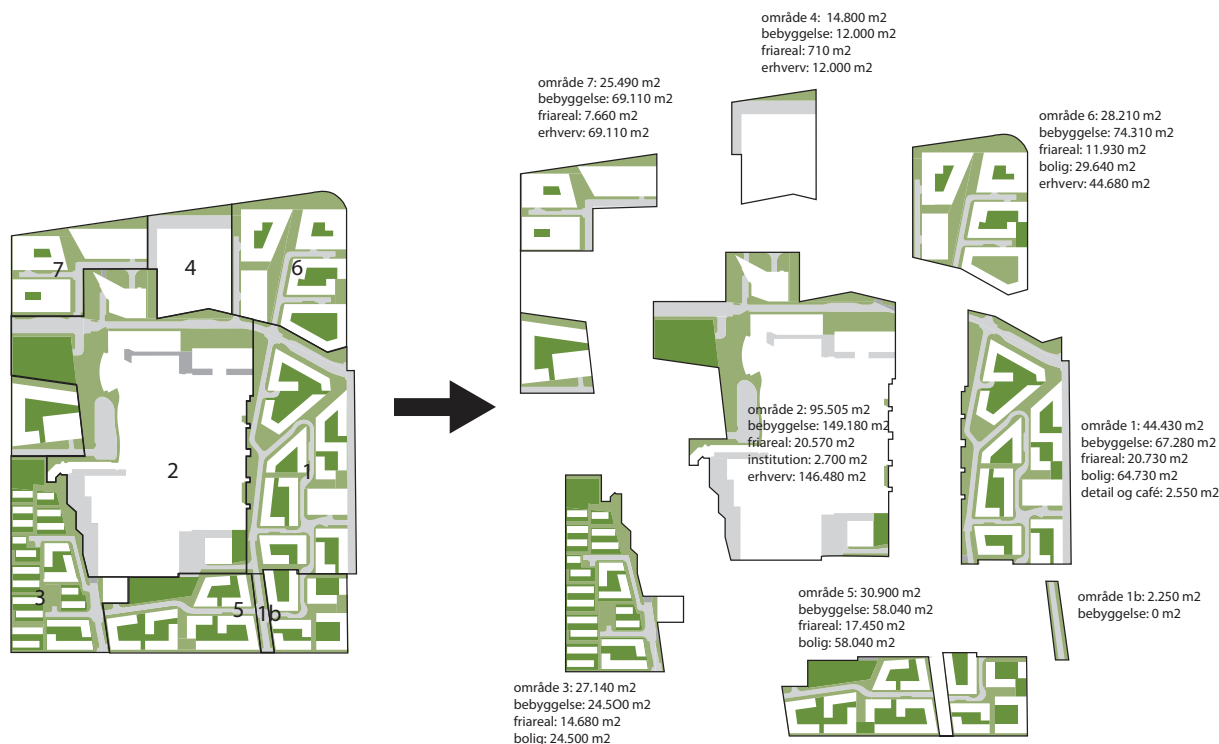 7
4
6
2
1
3
5
1b
område 4:  14.800 m2
bebyggelse: 12.000 m2
friareal: 710 m2
erhverv: 12.000 m2
område 7: 25.490 m2
bebyggelse: 69.110 m2
friareal: 7.660 m2
erhverv: 69.110 m2
område 6: 28.210 m2
bebyggelse: 74.310 m2
friareal: 11.930 m2
bolig: 29.640 m2
erhverv: 44.680 m2
område 2: 95.505 m2
bebyggelse: 149.180 m2
friareal: 20.570 m2
institution: 2.700 m2
erhverv: 146.480 m2
område 1: 44.430 m2
bebyggelse: 67.280 m2
friareal: 20.730 m2
bolig: 64.730 m2
detail og café: 2.550 m2
område 5: 30.900 m2
bebyggelse: 58.040 m2
friareal: 17.450 m2
bolig: 58.040 m2
område 1b: 2.250 m2
bebyggelse: 0 m2
område 3: 27.140 m2
bebyggelse: 24.5O0 m2
friareal: 14.680 m2
bolig: 24.500 m2